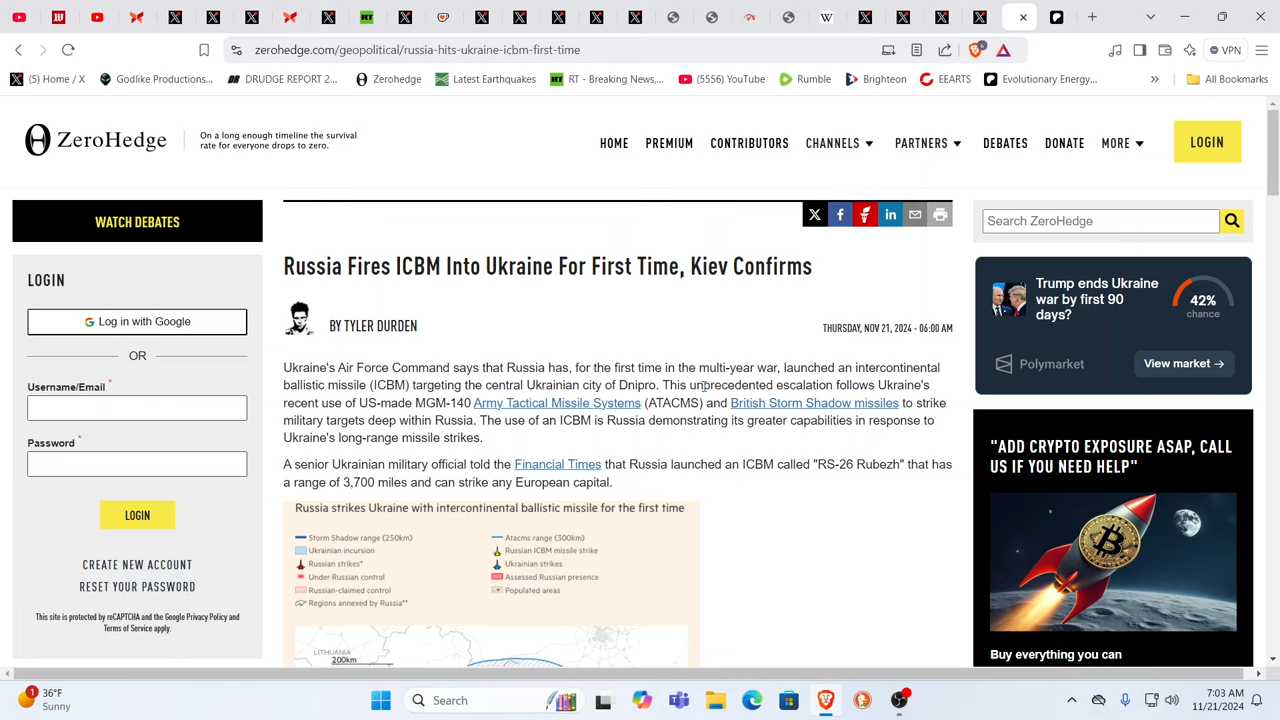 zerohedge.com/geopolitical/russia-hits-ukraine-icbm-first-time
6
VPN
(5) Home / X
Godlike Productions...
DRUDGE REPORT 2...
Zerohedge
Latest Earthquakes
RT - Breaking News,...
(5550) YouTube
Rumble
Brighteon
EEARTS
Evolutionary Energy...
All Bookmarks
ZeroHedge
On a long enough timeline the survival
rate for everyone drops to zero.
HOME
PREMIUM
CONTRIBUTORS
CHANNELS
PARTNERS
DEBATES
DONATE
MORE
LOGIN
WATCH DEBATES
LOGIN
Log in with Google
OR
Username/Email *
Password *
LOGIN
CREATE NEW ACCOUNT
RESET YOUR PASSWORD
This site is protected by reCAPTCHA and the Google Privacy Policy and
Terms of Service apply.
Russia Fires ICBM Into Ukraine For First Time, Kiev Confirms
BY TYLER DURDEN
THURSDAY, NOV 21, 2024 - 06:00 AM
Ukraine's Air Force Command says that Russia has, for the first time in the multi-year war, launched an intercontinental
ballistic missile (ICBM) targeting the central Ukrainian city of Dnipro. This unprecedented escalation follows Ukraine's
recent use of US-made MGM-140 Army Tactical Missile Systems (ATACMS) and British Storm Shadow missiles to strike
military targets deep within Russia. The use of an ICBM is Russia demonstrating its greater capabilities in response to
Ukraine's long-range missile strikes.
A senior Ukrainian military official told the Financial Times that Russia launched an ICBM called "RS-26 Rubezh" that has
a range of 3,700 miles and can strike any European capital.
Russia strikes Ukraine with intercontinental ballistic missile for the first time
Storm Shadow range (250km)
Ukrainian incursion
Russian strikes*
Under Russian control
Russian-claimed control
Regions annexed by Russia**
Atacms range (300km)
Russian ICBM missile strike
Ukrainian strikes
Assessed Russian presence
Populated areas
LITHUANIA
200km
Search ZeroHedge
Trump ends Ukraine
war by first 90
days?
42%
chance
Polymarket
View market →
"ADD CRYPTO EXPOSURE ASAP, CALL
US IF YOU NEED HELP"
Buy everything you can
1
36°F
Sunny
Search
7:03 AM
11/21/2024